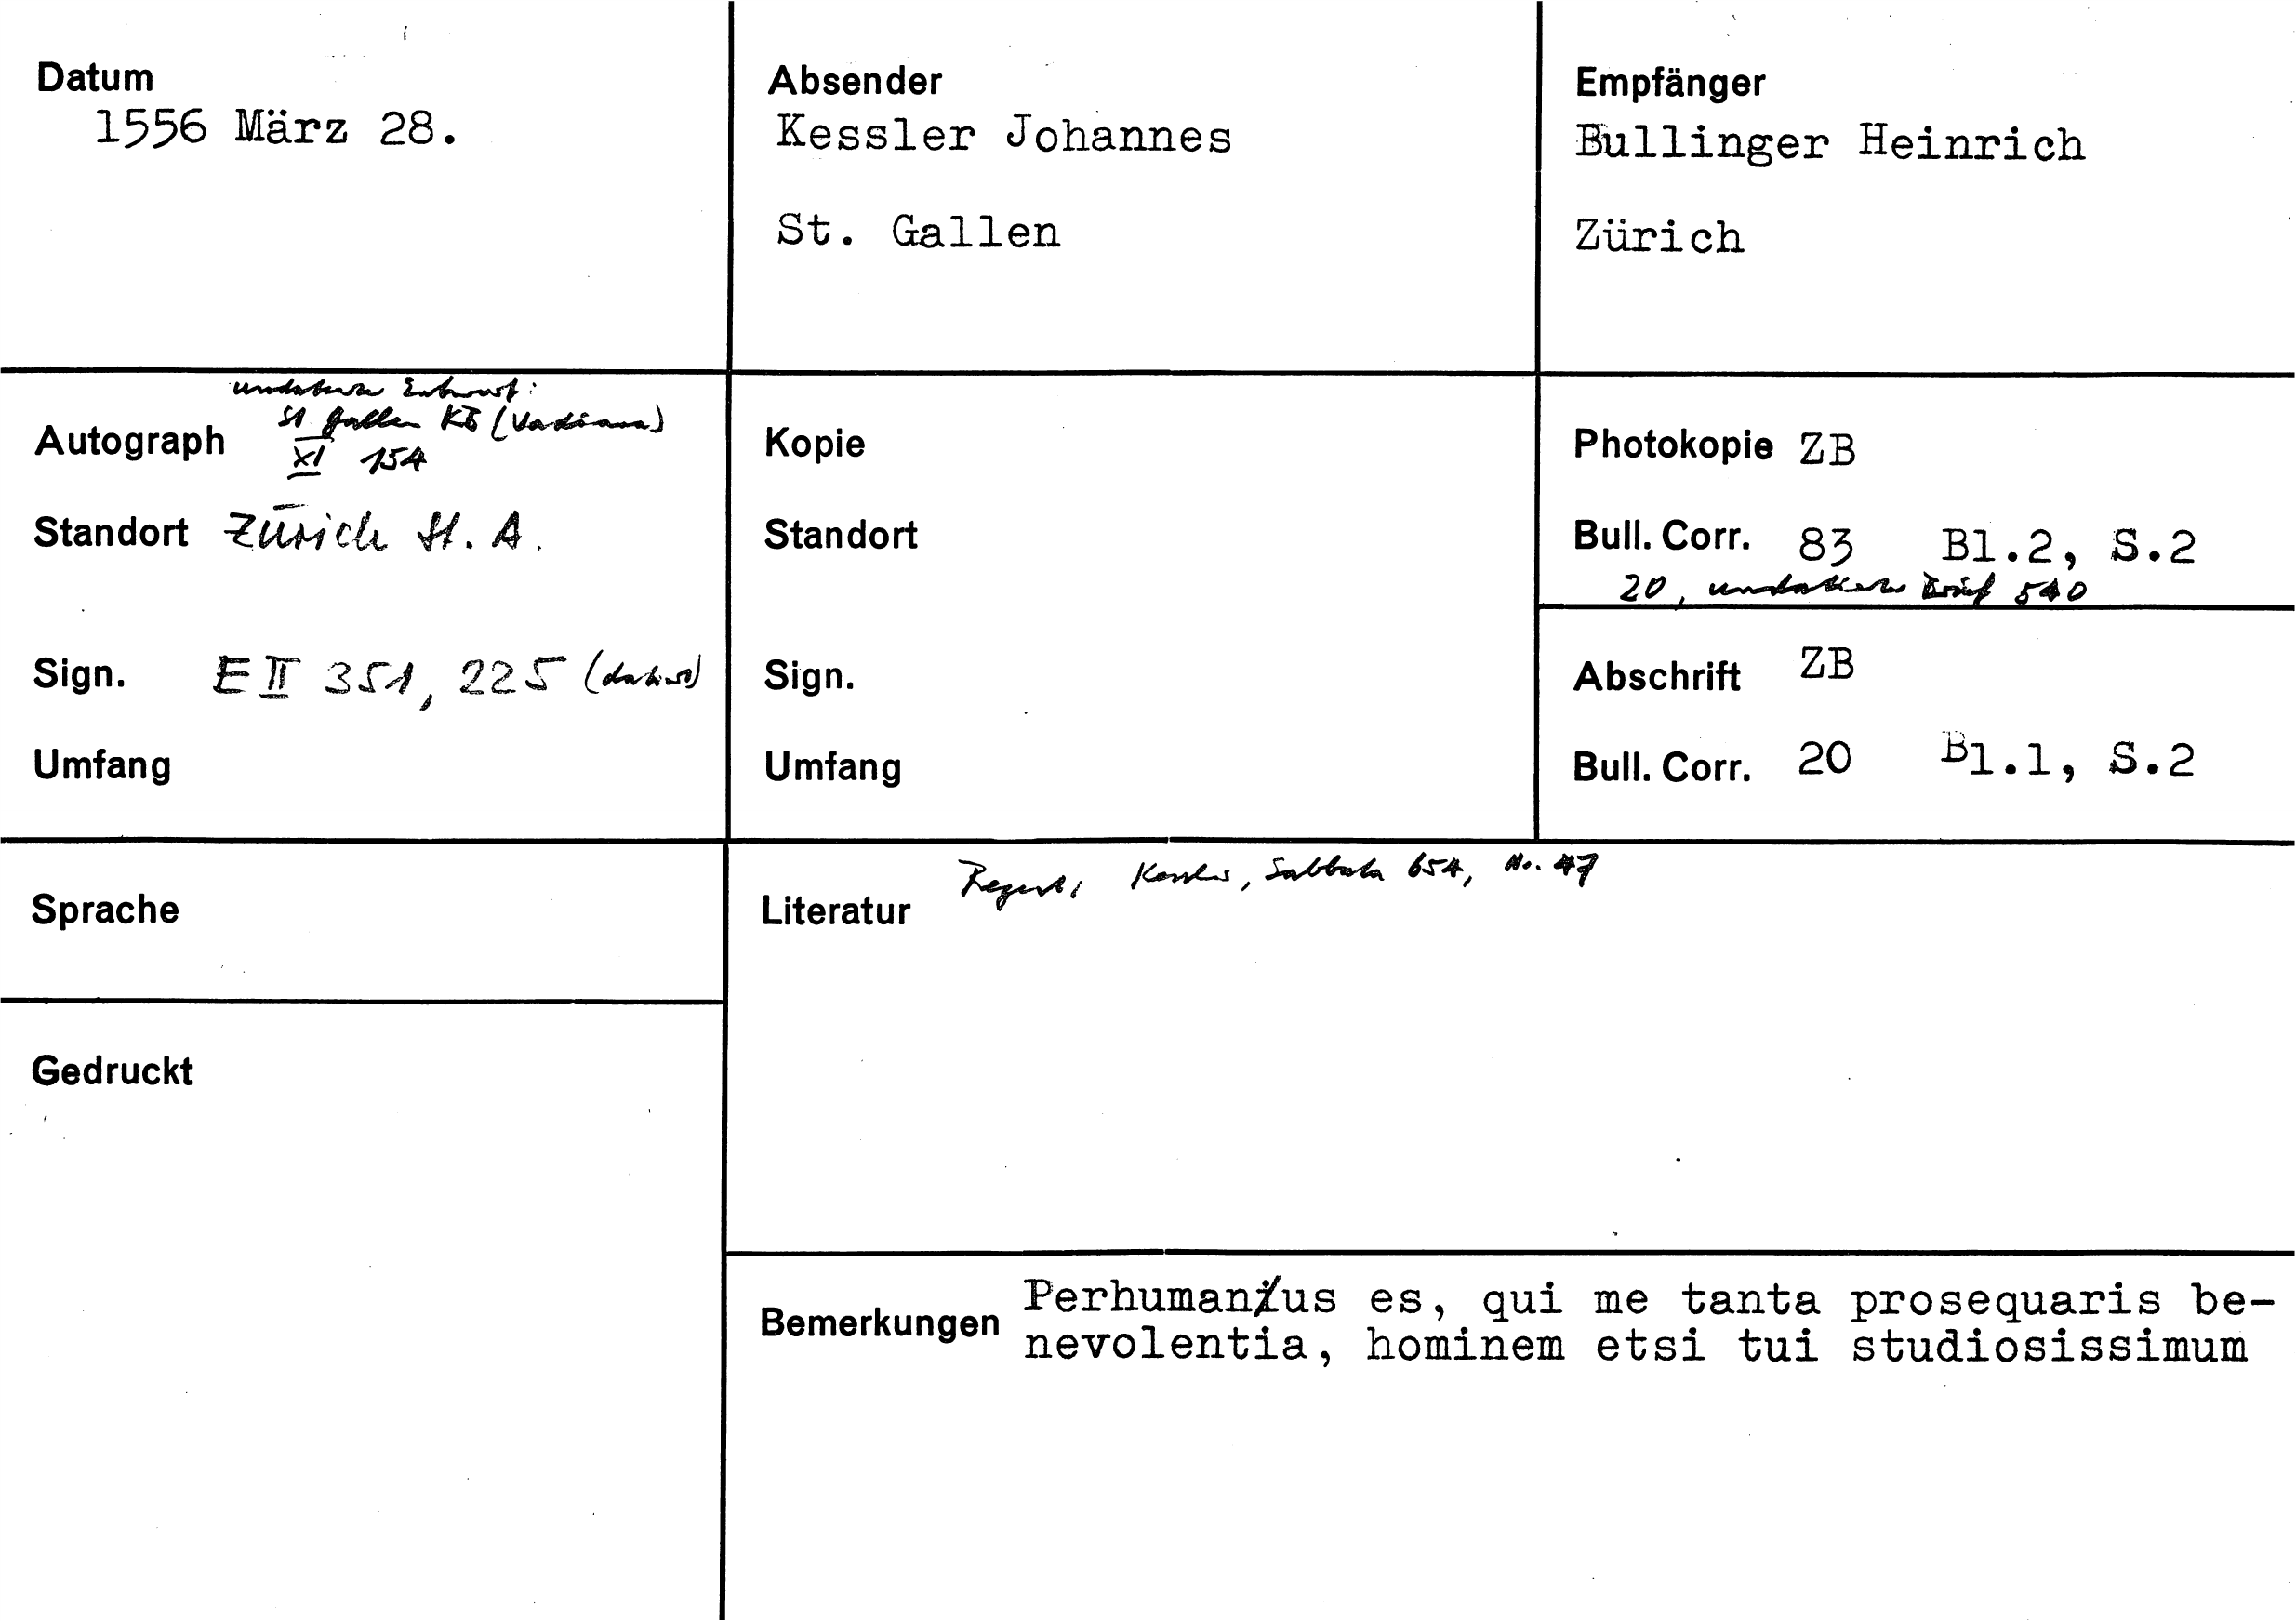 Datum
1556 März 28.
Absender
Kessler Johannes
St. Gallen
Empfänger
Bullinger Heinrich
Zürich
undatierter Entwurf:
St Gallen KB (Vadiana)
Autograph XI 154
Standort Zürich St. A.
Sign. E II 351, 225 (datiert)
Umfang
Kopie
Standort
Sign.
Umfang
Photokopie ZB
Bull. Corr. 83 Bl.2, S.2
20, undatierter Brief 540
Abschrift ZB
Bull. Corr. 20 Bl.1, S.2
Sprache
Gedruckt
Literatur Regest: Kessler, Sabbata 654, No. 47
Bemerkungen Perhumanus es, qui me tanta prosequaris be-
nevolentia, hominem etsi tui studiosissimum